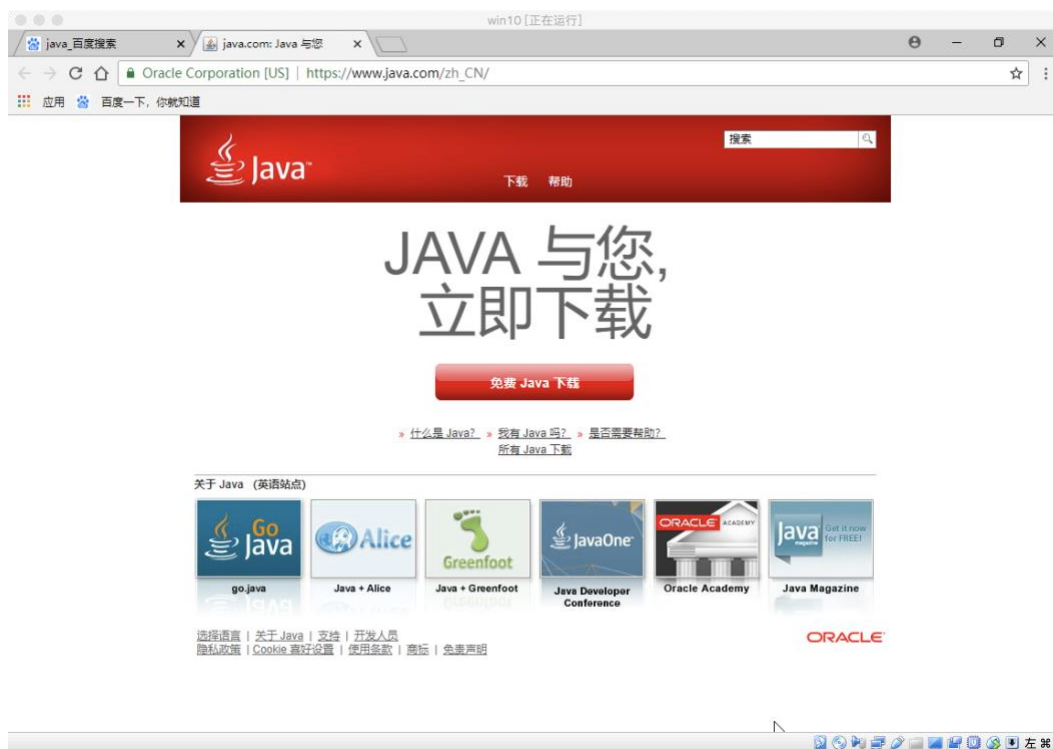 win10 [正在运行]
java_百度搜索
java.com: Java 与您
Oracle Corporation [US] | https://www.java.com/zh_CN/
应用 百度一下，你就知道
Java™
搜索
下载 帮助
JAVA 与您,
立即下载
免费 Java 下载
» 什么是 Java? » 我有 Java 吗? » 是否需要帮助?
所有 Java 下载
关于 Java （英语站点）
Go Java
Alice
Greenfoot
JavaOne
ORACLE ACADEMY
Java magazine Get it now for FREE!
go.java
Java + Alice
Java + Greenfoot
Java Developer Conference
Oracle Academy
Java Magazine
选择语言 | 关于 Java | 支持 | 开发人员
隐私政策 | Cookie 喜好设置 | 使用条款 | 商标 | 免责声明
ORACLE
左 ⌘